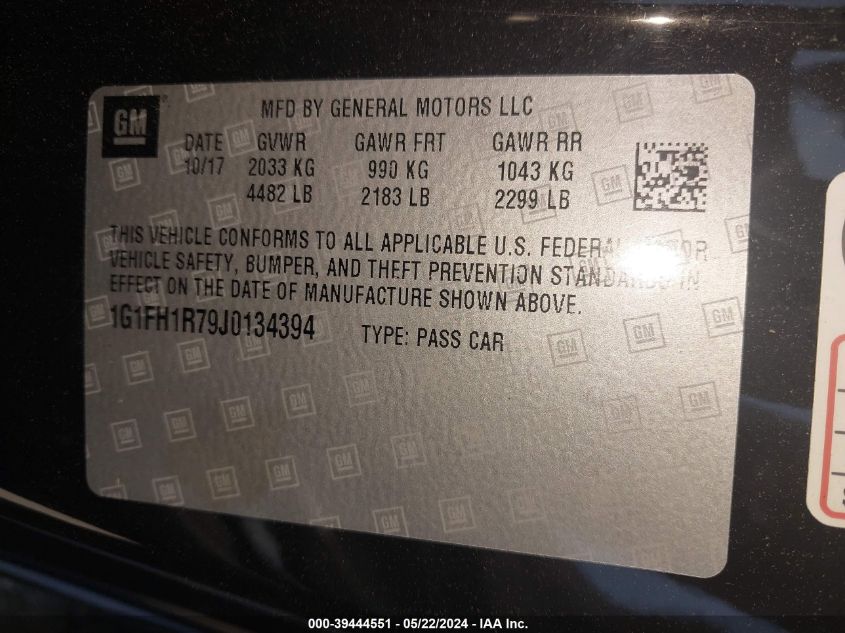 GM
MFD BY GENERAL MOTORS LLC
DATE GVWR GAWR FRT GAWR RR
10/17 2033 KG 990 KG 1043 KG
4482 LB 2183 LB 2299 LB
THIS VEHICLE CONFORMS TO ALL APPLICABLE U.S. FEDERAL MOTOR
VEHICLE SAFETY, BUMPER, AND THEFT PREVENTION STANDARDS IN
EFFECT ON THE DATE OF MANUFACTURE SHOWN ABOVE.
1G1FH1R79J0134394 TYPE: PASS CAR
000-39444551 - 05/22/2024 - IAA Inc.